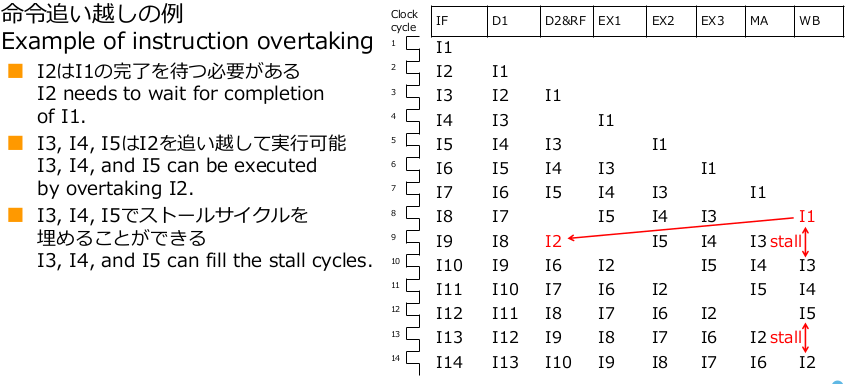 命令追い越しの例
Example of instruction overtaking
I2はI1の完了を待つ必要がある
I2 needs to wait for completion
of I1.
I3, I4, I5はI2を追い越して実行可能
I3, I4, and I5 can be executed
by overtaking I2.
I3, I4, I5でストールサイクルを
埋めることができる
I3, I4, and I5 can fill the stall cycles.
Clock
cycle
IF D1 D2&RF EX1 EX2 EX3 MA WB
1 I1
2 I2 I1
3 I3 I2 I1
4 I4 I3 I1
5 I5 I4 I3 I1
6 I6 I5 I4 I3 I1
7 I7 I6 I5 I4 I3 I1
8 I8 I7 I5 I4 I3 I1
9 I9 I8 I2 I5 I4 I3 stall
10 I10 I9 I6 I2 I5 I4 I3
11 I11 I10 I7 I6 I2 I5 I4
12 I12 I11 I8 I7 I6 I2 I5
13 I13 I12 I9 I8 I7 I6 I2 stall
14 I14 I13 I10 I9 I8 I7 I6 I2